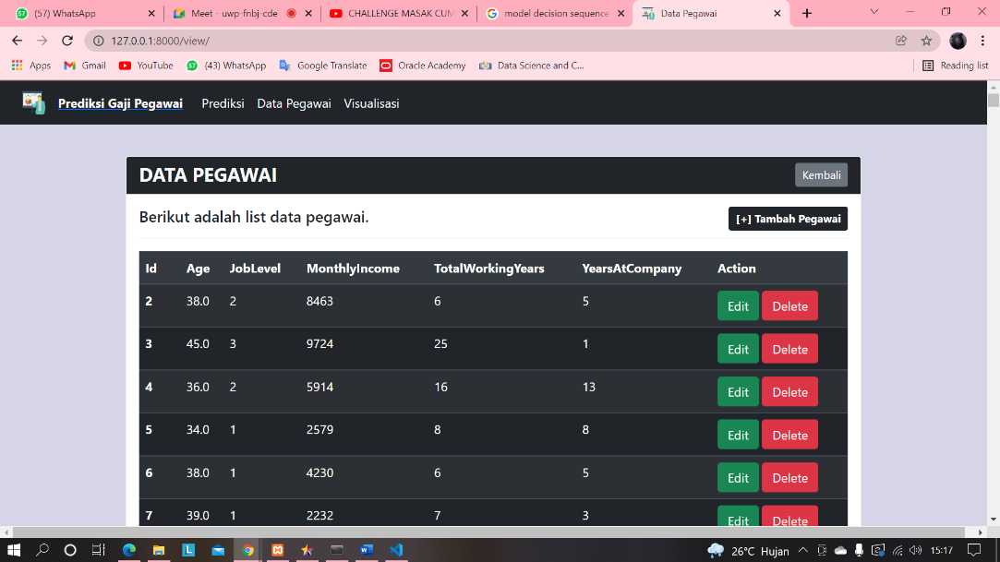 (57) WhatsApp
Meet - uwp-fnbj-cde
CHALLENGE MASAK CUM
model decision sequence
Data Pegawai
127.0.0.1:8000/view/
Apps
Gmail
YouTube
(43) WhatsApp
Google Translate
Oracle Academy
Data Science and C...
Reading list
Prediksi Gaji Pegawai
Prediksi
Data Pegawai
Visualisasi
DATA PEGAWAI
Kembali
Berikut adalah list data pegawai.
[+] Tambah Pegawai
Id Age JobLevel MonthlyIncome TotalWorkingYears YearsAtCompany Action
2 38.0 2 8463 6 5 Edit Delete
3 45.0 3 9724 25 1 Edit Delete
4 36.0 2 5914 16 13 Edit Delete
5 34.0 1 2579 8 8 Edit Delete
6 38.0 1 4230 6 5 Edit Delete
7 39.0 1 2232 7 3 Edit Delete
26°C Hujan
15:17